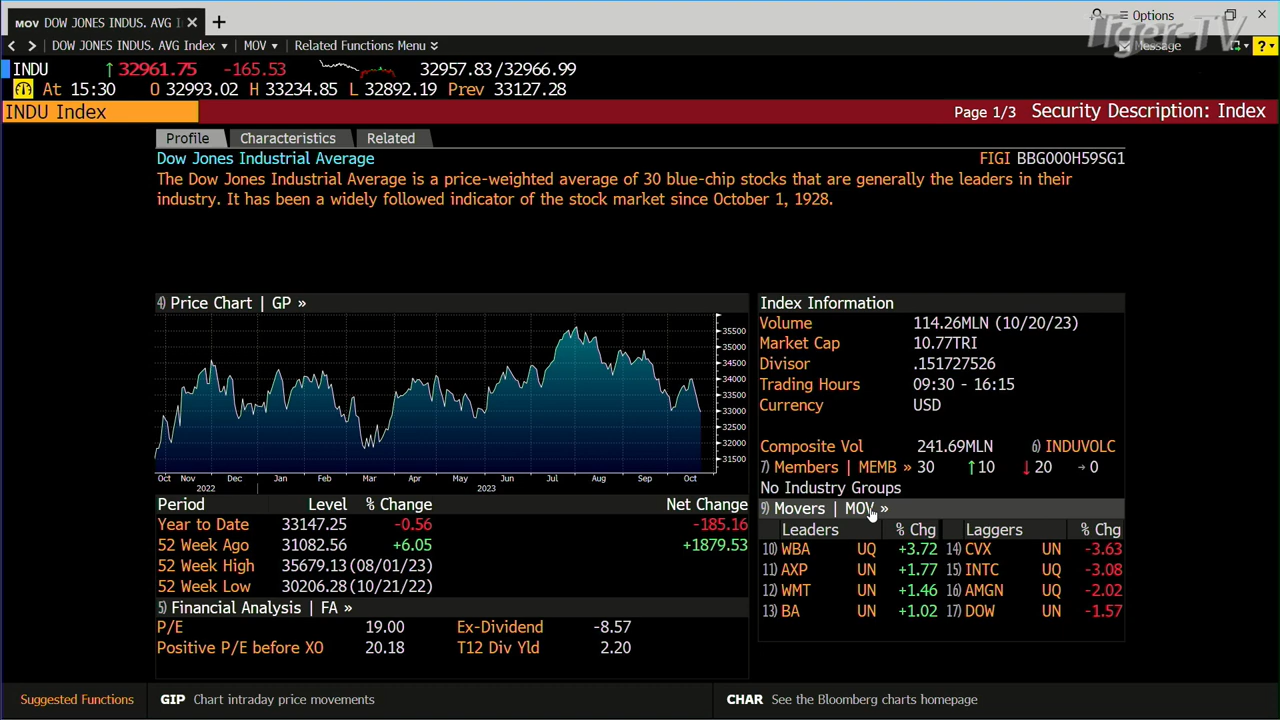 MOV DOW JONES INDUS. AVG I × +
Options
DOW JONES INDUS. AVG Index MOV Related Functions Menu
Message
Tiger-TV
?
INDU ↑ 32961.75 -165.53 32957.83/32966.99
At 15:30 O 32993.02 H 33234.85 L 32892.19 Prev 33127.28
INDU Index Page 1/3 Security Description: Index
Profile Characteristics Related
Dow Jones Industrial Average FIGI BBG000H59SG1
The Dow Jones Industrial Average is a price-weighted average of 30 blue-chip stocks that are generally the leaders in their
industry. It has been a widely followed indicator of the stock market since October 1, 1928.
4) Price Chart | GP »
35500
35000
34500
34000
33500
33000
32500
32000
31500
Oct Nov Dec Jan Feb Mar Apr May Jun Jul Aug Sep Oct
2022 2023
Index Information
Volume 114.26MLN (10/20/23)
Market Cap 10.77TRI
Divisor .151727526
Trading Hours 09:30 - 16:15
Currency USD
Composite Vol 241.69MLN 6) INDUVOLC
7) Members | MEMB » 30 ↑10 ↓20 →0
No Industry Groups
9) Movers | MOV »
Leaders % Chg Laggers % Chg
10) WBA UQ +3.72 14) CVX UN -3.63
11) AXP UN +1.77 15) INTC UQ -3.08
12) WMT UN +1.46 16) AMGN UQ -2.02
13) BA UN +1.02 17) DOW UN -1.57
Period Level % Change Net Change
Year to Date 33147.25 -0.56 -185.16
52 Week Ago 31082.56 +6.05 +1879.53
52 Week High 35679.13 (08/01/23)
52 Week Low 30206.28 (10/21/22)
5) Financial Analysis | FA »
P/E 19.00 Ex-Dividend -8.57
Positive P/E before XO 20.18 T12 Div Yld 2.20
Suggested Functions GIP Chart intraday price movements CHAR See the Bloomberg charts homepage